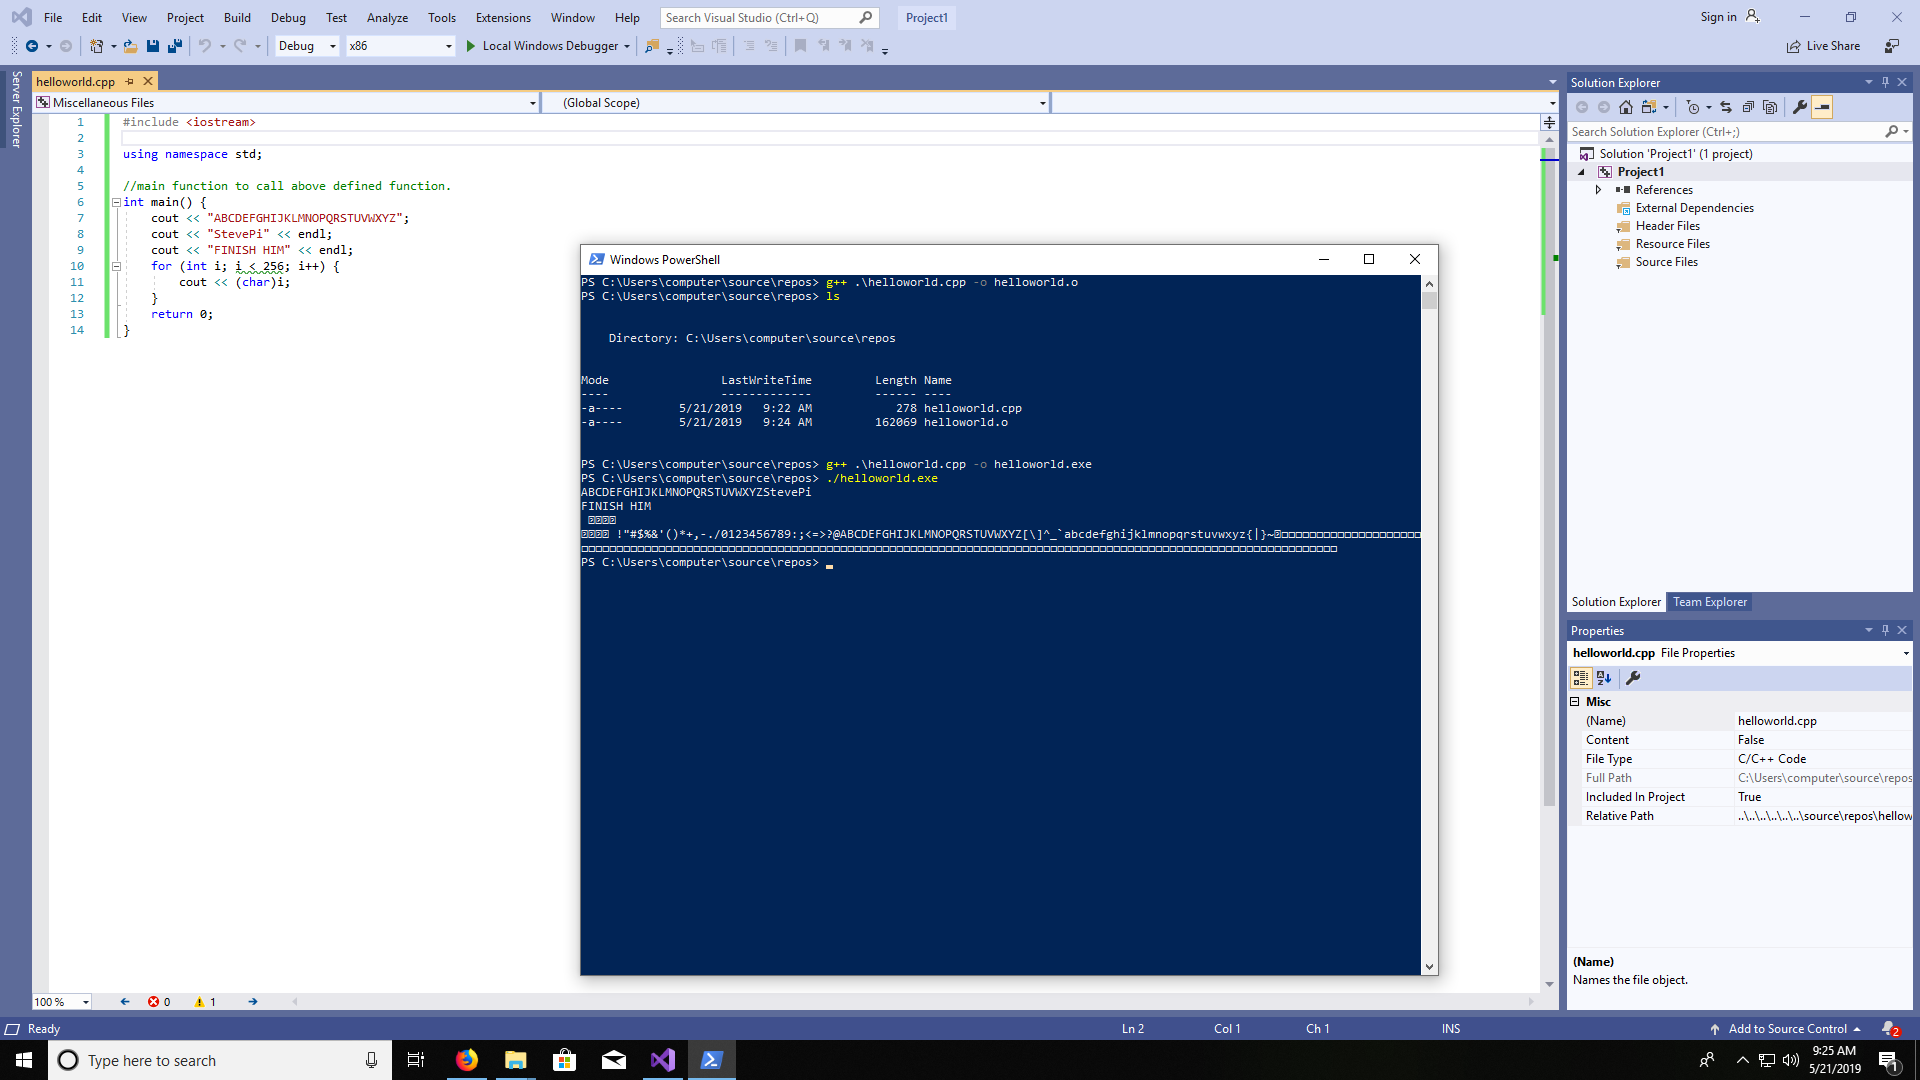 File Edit View Project Build Debug Test Analyze Tools Extensions Window Help Search Visual Studio (Ctrl+Q) Project1 Sign in
Debug x86 Local Windows Debugger Live Share
Server Explorer
helloworld.cpp
Miscellaneous Files (Global Scope)
1 #include <iostream>
2
3 using namespace std;
4
5 //main function to call above defined function.
6 int main() {
7 cout << "ABCDEFGHIJKLMNOPQRSTUVWXYZ";
8 cout << "StevePi" << endl;
9 cout << "FINISH HIM" << endl;
10 for (int i; i < 256; i++) {
11 cout << (char)i;
12 }
13 return 0;
14 }
100 % 0 1
Windows PowerShell
PS C:\Users\computer\source\repos> g++ .\helloworld.cpp -o helloworld.o
PS C:\Users\computer\source\repos> ls
Directory: C:\Users\computer\source\repos
Mode LastWriteTime Length Name
---- ------------- ------ ----
-a---- 5/21/2019 9:22 AM 278 helloworld.cpp
-a---- 5/21/2019 9:24 AM 162069 helloworld.o
PS C:\Users\computer\source\repos> g++ .\helloworld.cpp -o helloworld.exe
PS C:\Users\computer\source\repos> ./helloworld.exe
ABCDEFGHIJKLMNOPQRSTUVWXYZStevePi
FINISH HIM
!"#$%&'()*+,-./0123456789:;<=>?@ABCDEFGHIJKLMNOPQRSTUVWXYZ[\]^_`abcdefghijklmnopqrstuvwxyz{|}~
PS C:\Users\computer\source\repos>
Solution Explorer
Search Solution Explorer (Ctrl+;)
Solution 'Project1' (1 project)
Project1
References
External Dependencies
Header Files
Resource Files
Source Files
Solution Explorer Team Explorer
Properties
helloworld.cpp File Properties
Misc
(Name) helloworld.cpp
Content False
File Type C/C++ Code
Full Path C:\Users\computer\source\repos
Included In Project True
Relative Path ..\..\..\..\..\source\repos\hellow
(Name)
Names the file object.
Ready Ln 2 Col 1 Ch 1 INS Add to Source Control 2
Type here to search 9:25 AM
5/21/2019 1